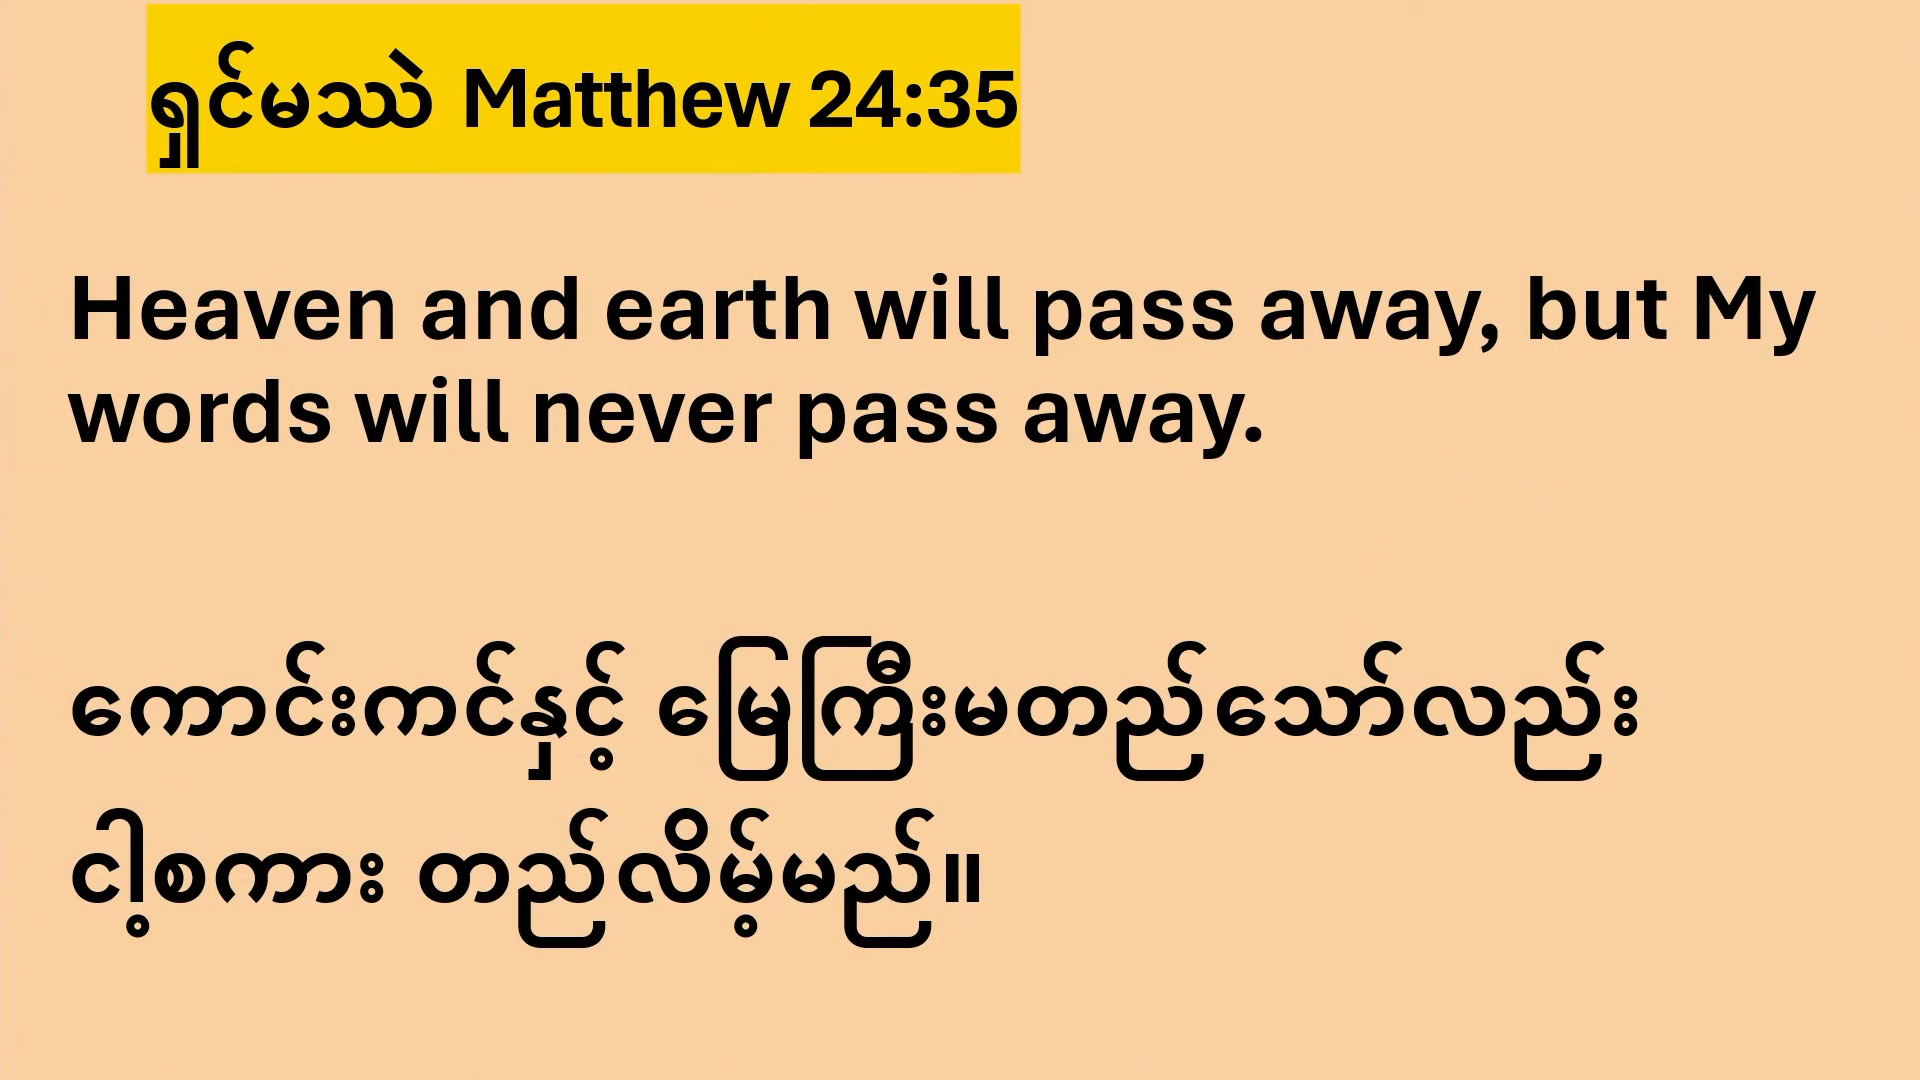 ရှင်မဿဲ Matthew 24:35
Heaven and earth will pass away, but My
words will never pass away.
ကောင်းကင်နှင့် မြေကြီးမတည်သော်လည်း
ငါ့စကား တည်လိမ့်မည်။